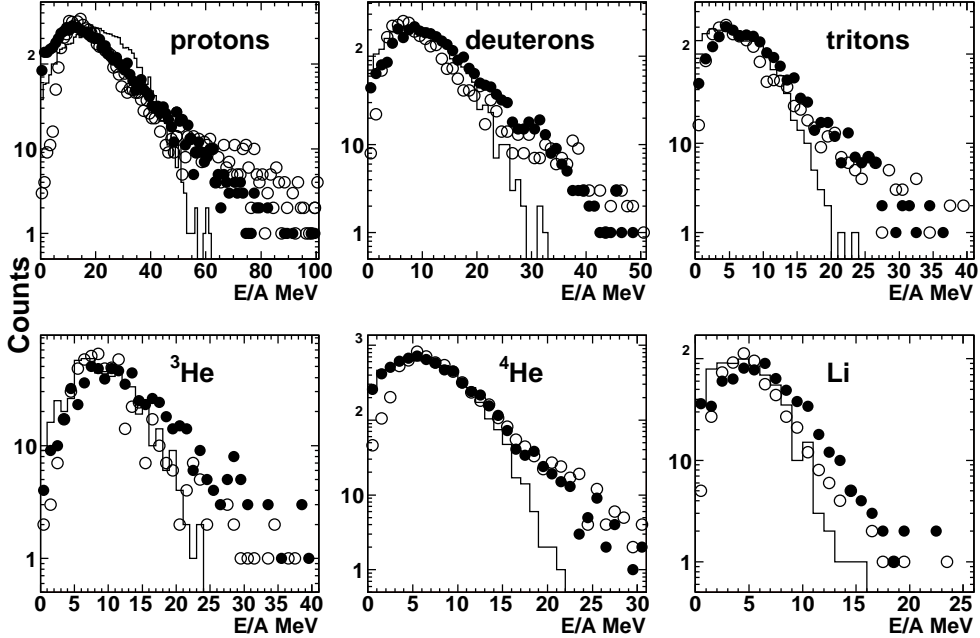 protons
deuterons
tritons
2
10
1
2
10
1
2
10
1
0 20 40 60 80 100
0 10 20 30 40 50
0 5 10 15 20 25 30 35 40
E/A MeV
E/A MeV
E/A MeV
Counts
³He
⁴He
Li
10
1
3
2
10
1
2
10
1
0 5 10 15 20 25 30 35 40
0 5 10 15 20 25 30
0 5 10 15 20 25
E/A MeV
E/A MeV
E/A MeV